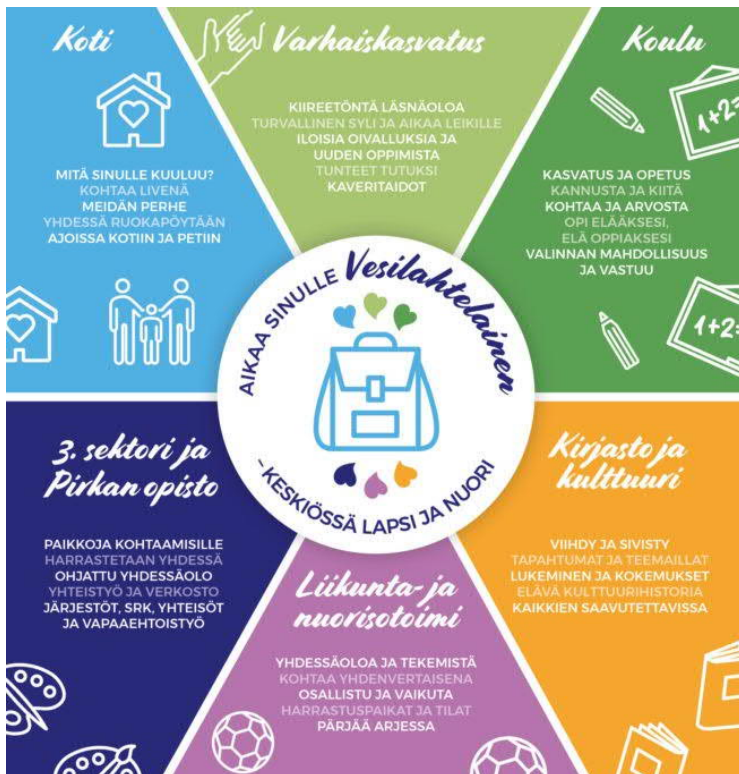 Koti
MITÄ SINULLE KUULUU?
KOHTAA LIVENÄ
MEIDÄN PERHE
YHDESSÄ RUOKAPÖYTÄÄN
AJOISSA KOTIIN JA PETIIN
Varhaiskasvatus
KIIREETÖNTÄ LÄSNÄOLOA
TURVALLINEN SYLI JA AIKAA LEIKILLE
ILOISIA OIVALLUKSIA JA
UUDEN OPPIMISTA
TUNTEET TUTUKSI
KAVERITAIDOT
Koulu
1+2=
KASVATUS JA OPETUS
KANNUSTA JA KIITÄ
KOHTAA JA ARVOSTA
OPI ELÄÄKSESI,
ELÄ OPPIAKSESI
VALINNAN MAHDOLLISUUS
JA VASTUU
1+2=
AIKAA SINULLE Vesilahtelainen
- KESKIÖSSÄ LAPSI JA NUORI
3. sektori ja
Pirkan opisto
PAIKKOJA KOHTAAMISILLE
HARRASTETAAN YHDESSÄ
OHJATTU YHDESSÄOLO
YHTEISTYÖ JA VERKOSTO
JÄRJESTÖT, SRK, YHTEISÖT
JA VAPAAEHTOISTYÖ
Liikunta- ja
nuorisotoimi
YHDESSÄOLOA JA TEKEMISTÄ
KOHTAA YHDENVERTAISENA
OSALLISTU JA VAIKUTA
HARRASTUSPAIKAT JA TILAT
PÄRJÄÄ ARJESSA
Kirjasto ja
kulttuuri
VIIHDY JA SIVISTY
TAPAHTUMAT JA TEEMAILLAT
LUKEMINEN JA KOKEMUKSET
ELÄVÄ KULTTUURIHISTORIA
KAIKKIEN SAAVUTETTAVISSA